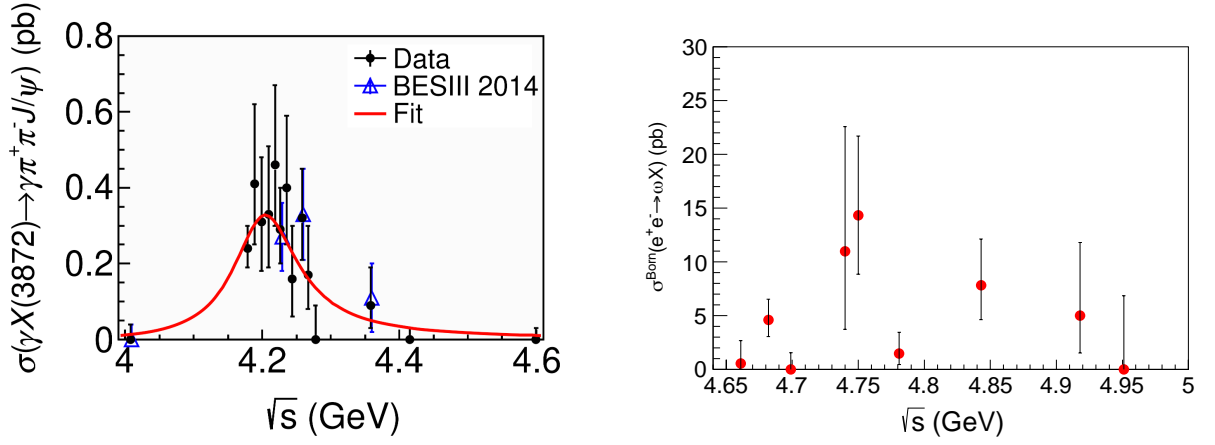 σ(γX(3872)→γπ⁺π⁻J/ψ) (pb)
0.8
0.6
0.4
0.2
0
Data
BESIII 2014
Fit
4 4.2 4.4 4.6
√s (GeV)
σ^Born(e⁺e⁻→ωX) (pb)
30
25
20
15
10
5
0
4.65 4.7 4.75 4.8 4.85 4.9 4.95 5
√s (GeV)